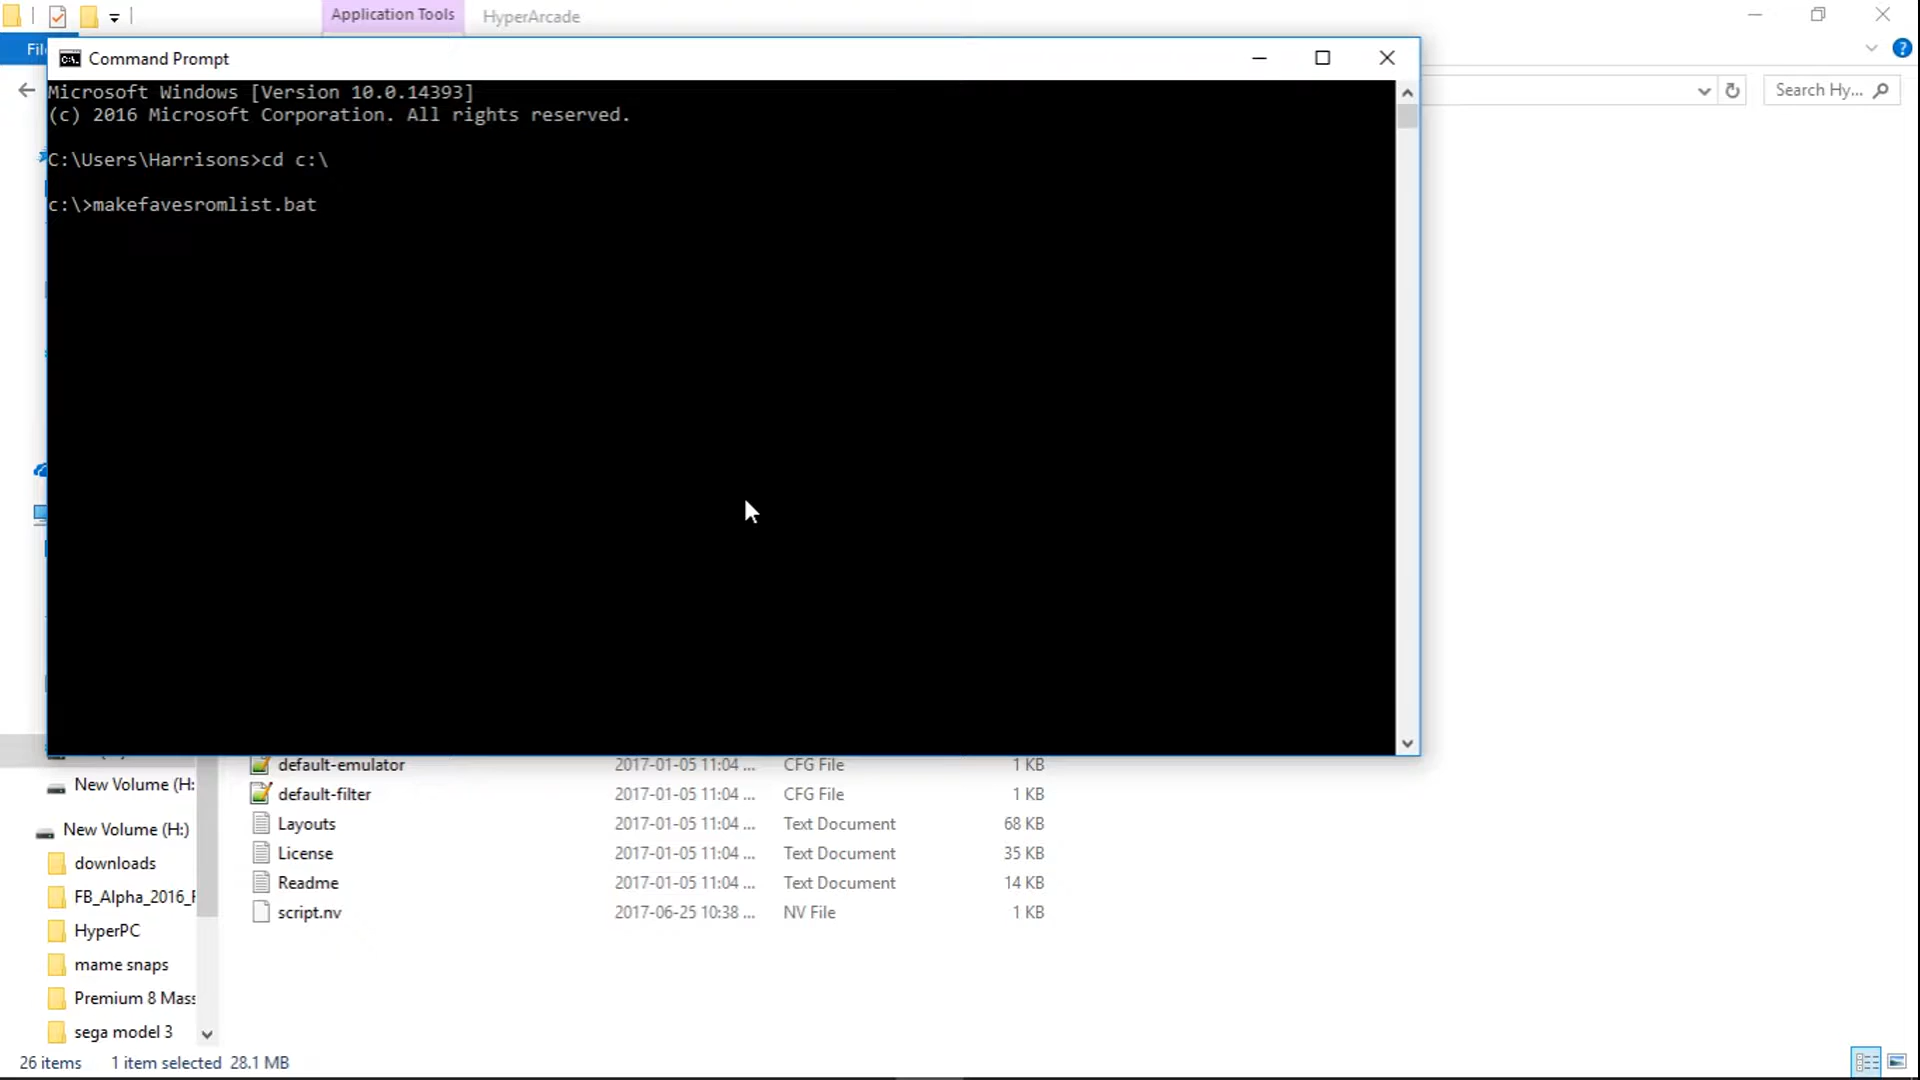 Application Tools HyperArcade
Fil
Command Prompt
Search Hy...
Microsoft Windows [Version 10.0.14393]
(c) 2016 Microsoft Corporation. All rights reserved.
C:\Users\Harrisons>cd c:\
c:\>makefavesromlist.bat
default-emulator 2017-01-05 11:04 ... CFG File 1 KB
default-filter 2017-01-05 11:04 ... CFG File 1 KB
Layouts 2017-01-05 11:04 ... Text Document 68 KB
License 2017-01-05 11:04 ... Text Document 35 KB
Readme 2017-01-05 11:04 ... Text Document 14 KB
script.nv 2017-06-25 10:38 ... NV File 1 KB
New Volume (H:
New Volume (H:)
downloads
FB_Alpha_2016_F
HyperPC
mame snaps
Premium 8 Mass
sega model 3
26 items 1 item selected 28.1 MB